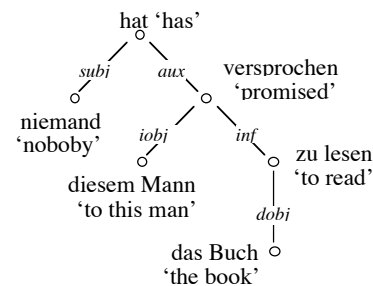 hat ‘has’
subj
aux
versprochen
‘promised’
niemand
‘noboby’
iobj
inf
diesem Mann
‘to this man’
zu lesen
‘to read’
dobj
das Buch
‘the book’